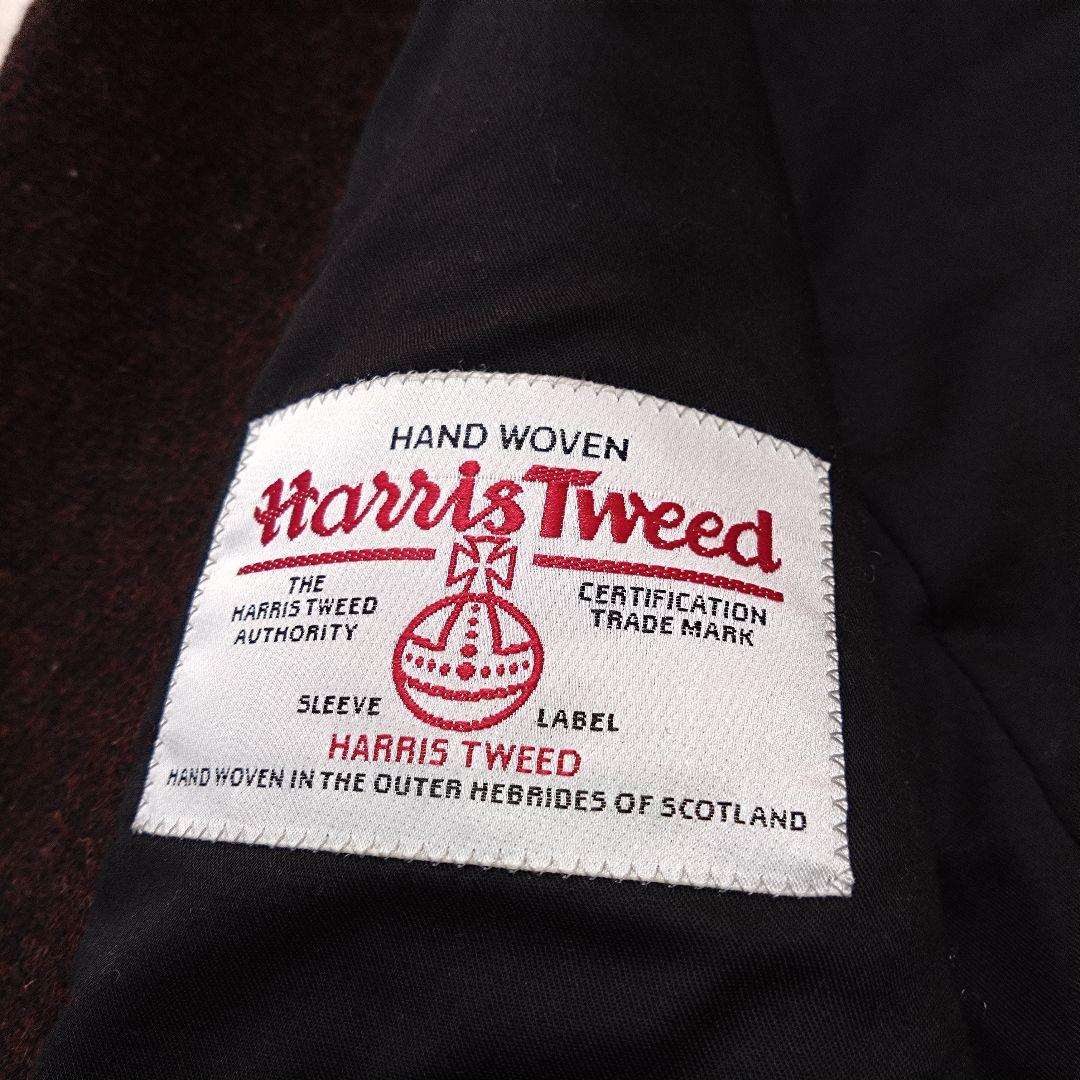 HAND WOVEN
Harris Tweed
THE
HARRIS TWEED
AUTHORITY
CERTIFICATION
TRADE MARK
SLEEVE LABEL
HARRIS TWEED
HAND WOVEN IN THE OUTER HEBRIDES OF SCOTLAND